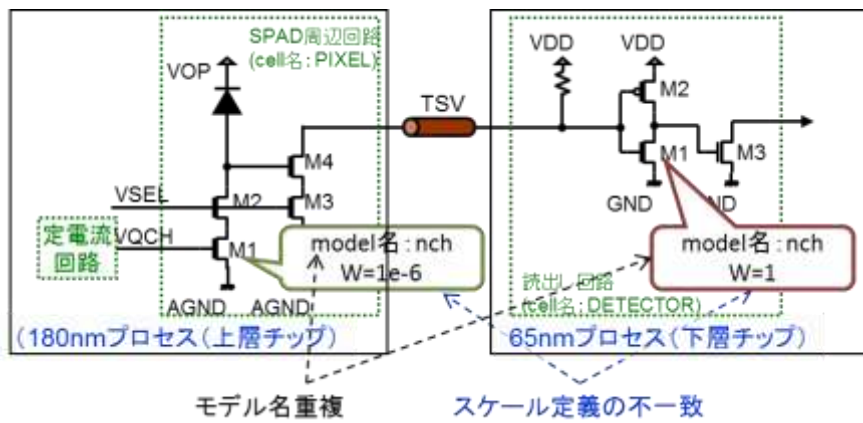 SPAD周辺回路
(cell名:PIXEL)
VOP
M4
VSEL
M2
M3
定電流
回路
VQCH
M1
model名:nch
W=1e-6
AGND
AGND
(180nmプロセス(上層チップ)
TSV
VDD
VDD
M2
M1
M3
GND
ND
model名:nch
W=1
読出し回路
(cell名:DETECTOR)
65nmプロセス(下層チップ)
モデル名重複
スケール定義の不一致